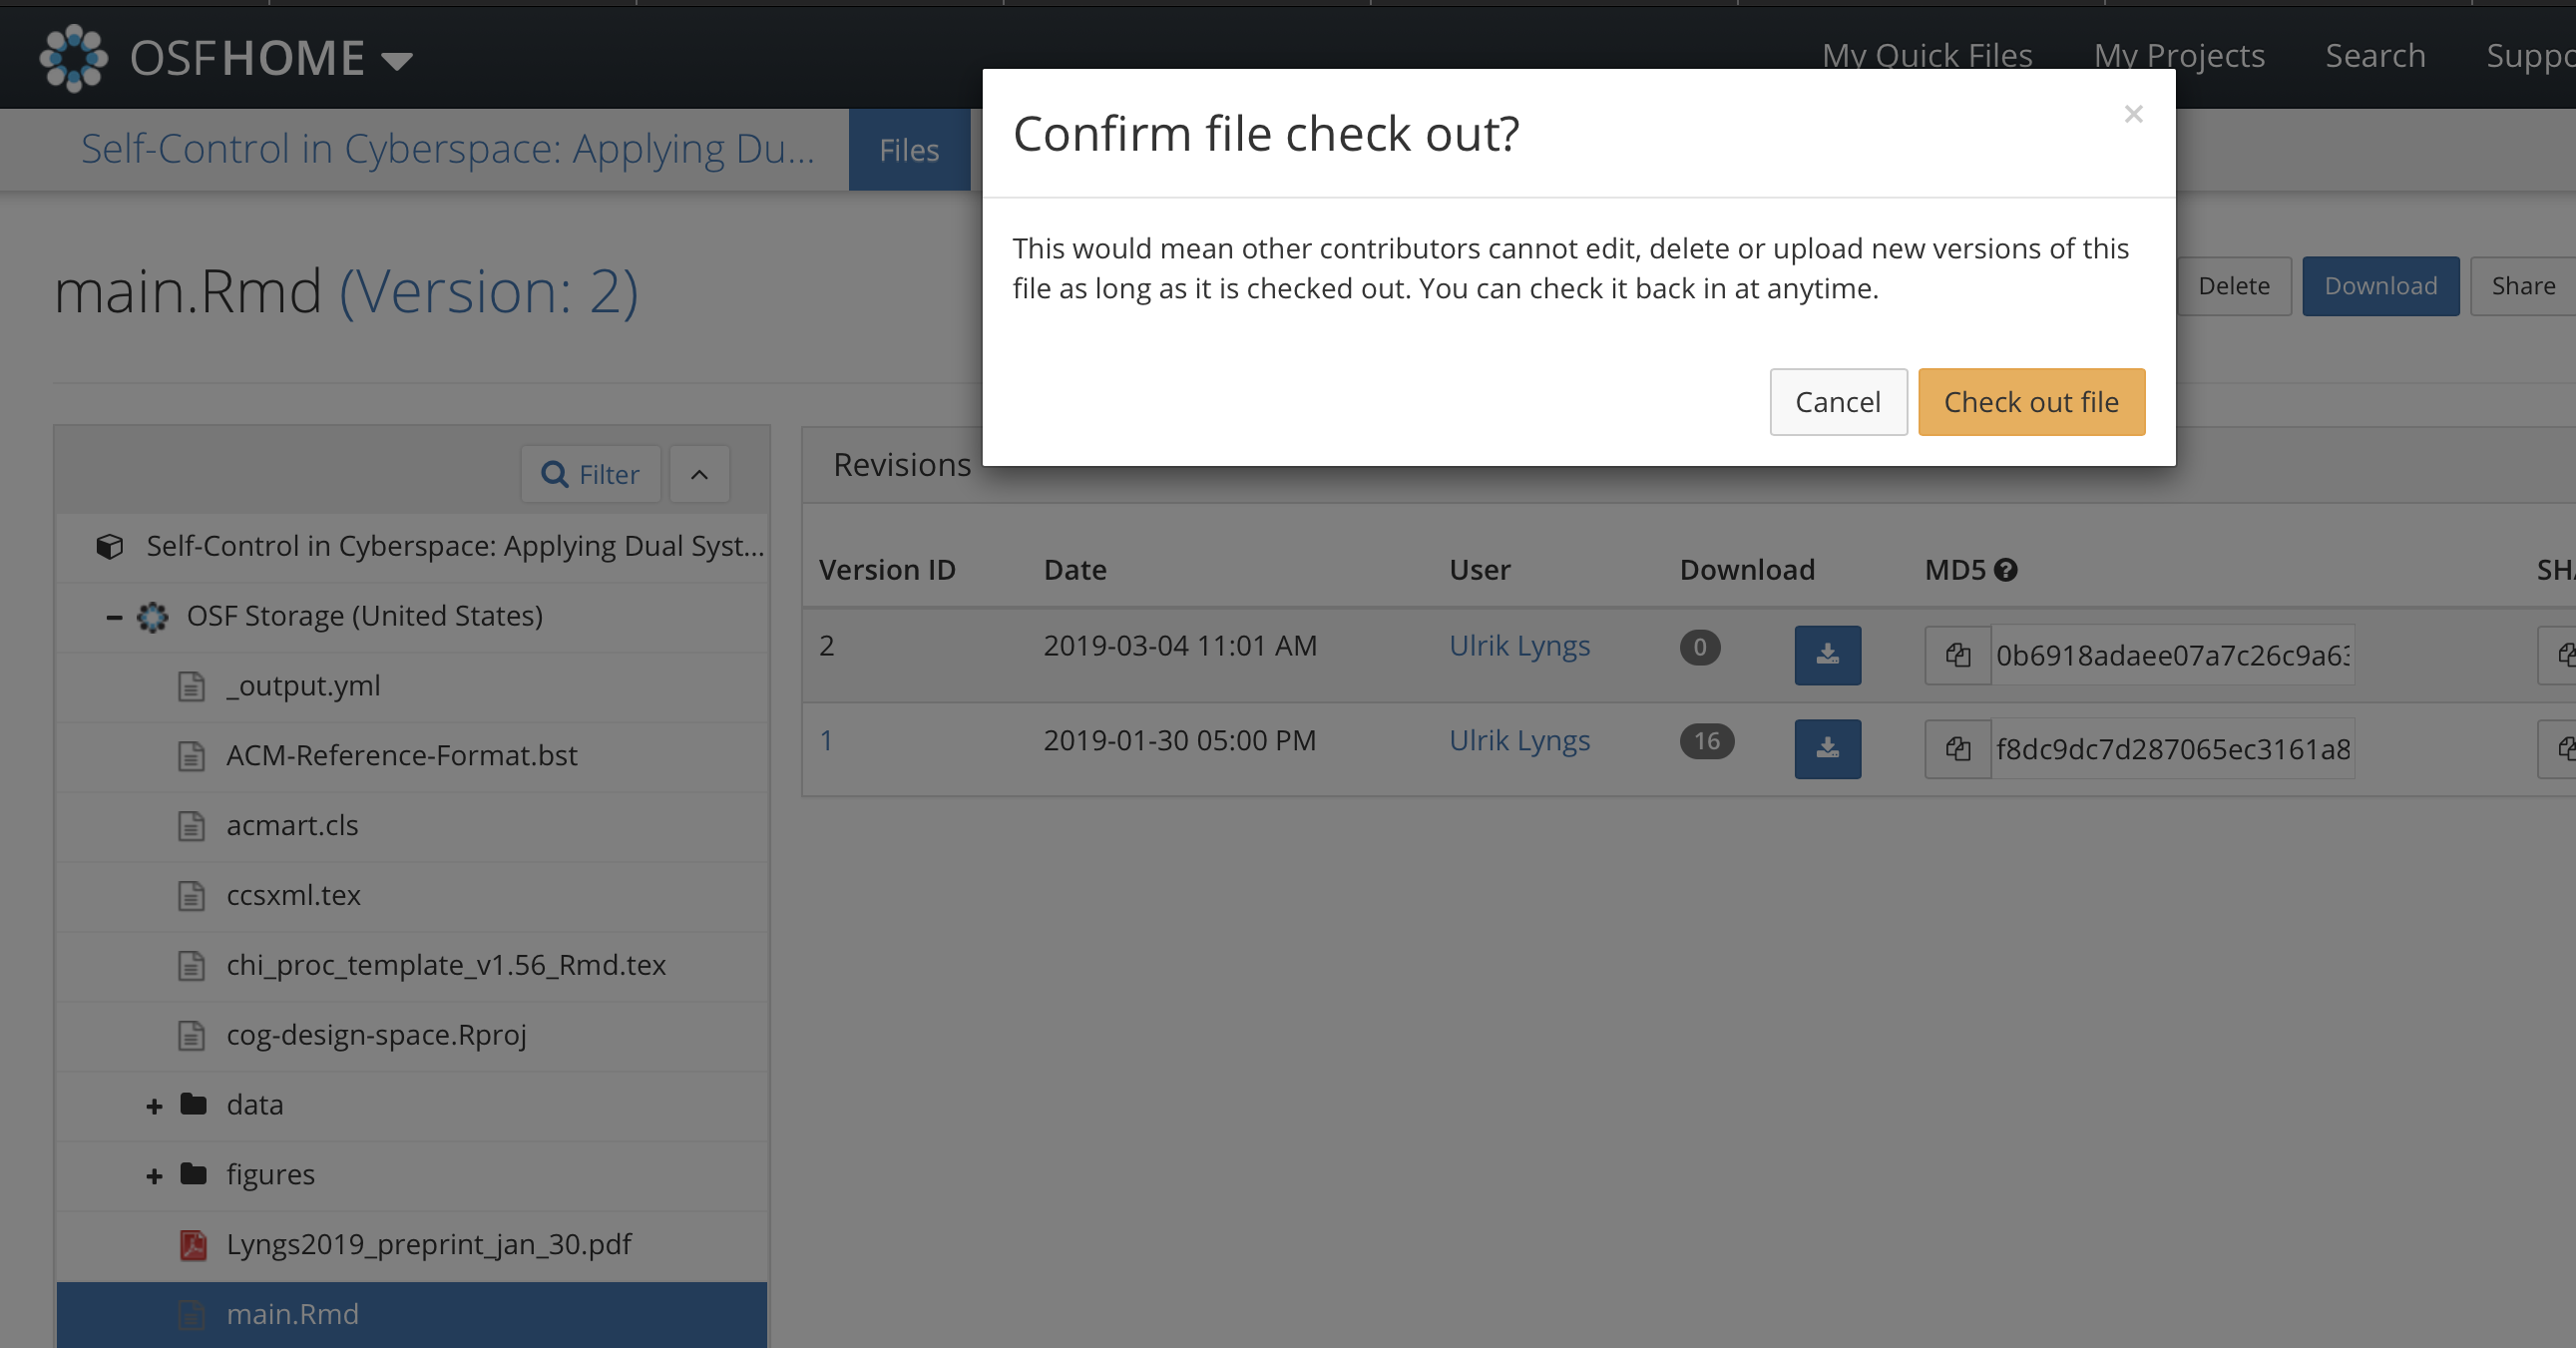 OSFHOME
My Quick Files
My Projects
Search
Self-Control in Cyberspace: Applying Du...
Files
Confirm file check out?
×
This would mean other contributors cannot edit, delete or upload new versions of this
file as long as it is checked out. You can check it back in at anytime.
Cancel
Check out file
main.Rmd (Version: 2)
Delete
Download
Share
Filter
Self-Control in Cyberspace: Applying Dual Syst...
OSF Storage (United States)
_output.yml
ACM-Reference-Format.bst
acmart.cls
ccsxml.tex
chi_proc_template_v1.56_Rmd.tex
cog-design-space.Rproj
data
figures
Lyngs2019_preprint_jan_30.pdf
main.Rmd
Revisions
Version ID Date User Download MD5
2 2019-03-04 11:01 AM Ulrik Lyngs 0 0b6918adaee07a7c26c9a6
1 2019-01-30 05:00 PM Ulrik Lyngs 16 f8dc9dc7d287065ec3161a8